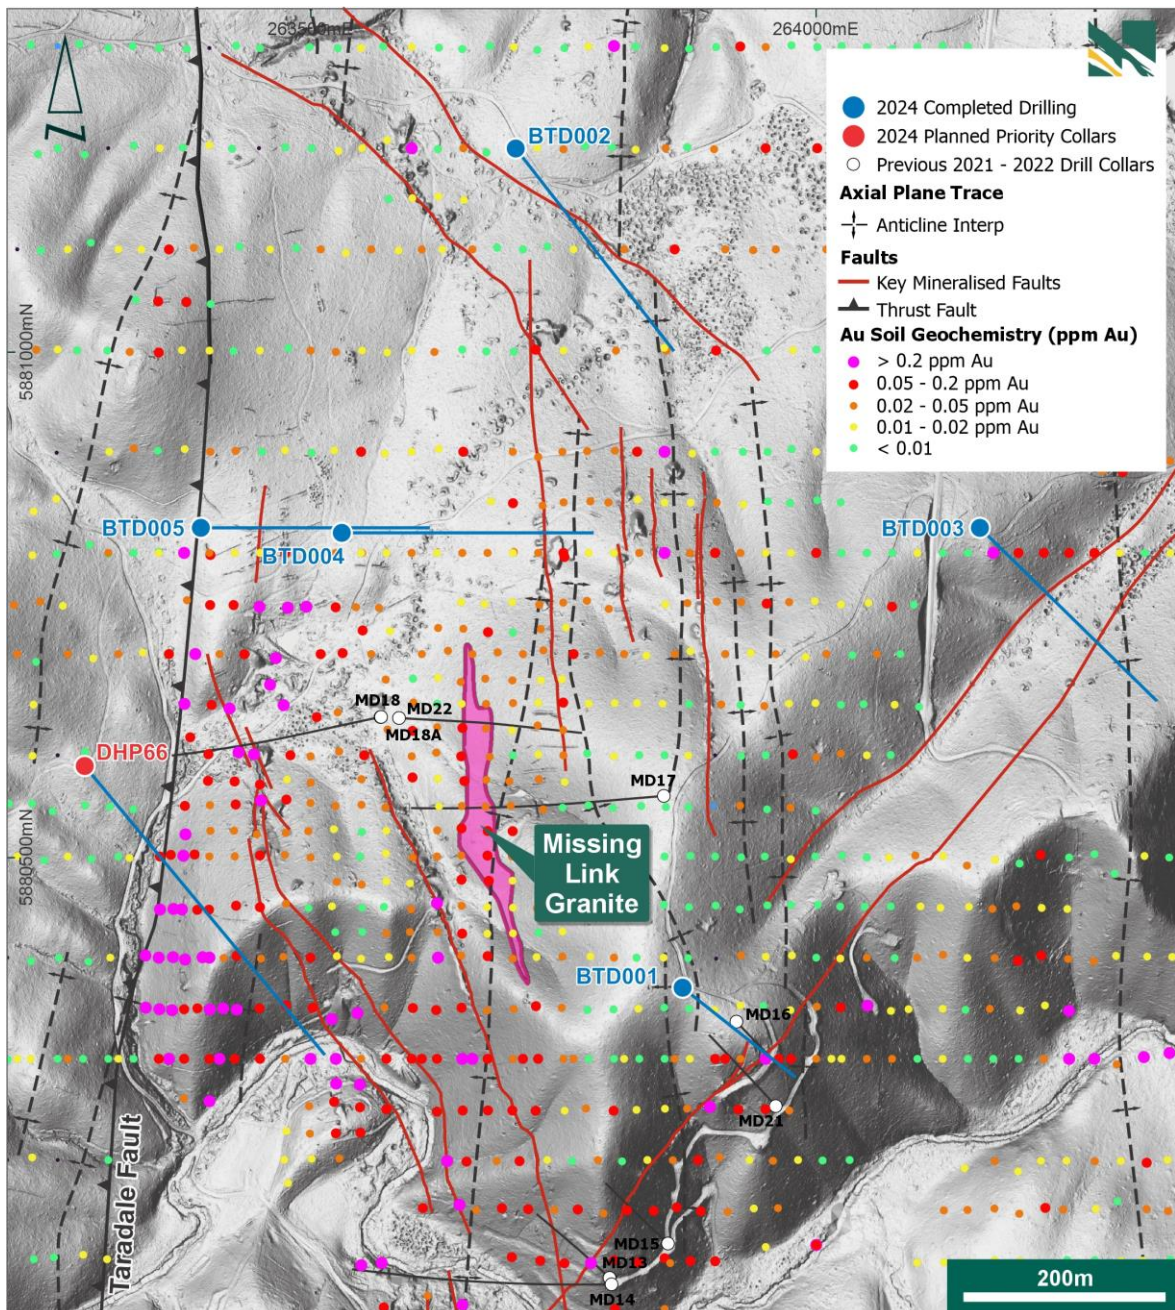 263500mE
264000mE
N
2024 Completed Drilling
2024 Planned Priority Collars
Previous 2021 - 2022 Drill Collars
Axial Plane Trace
Anticline Interp
Faults
Key Mineralised Faults
Thrust Fault
Au Soil Geochemistry (ppm Au)
> 0.2 ppm Au
0.05 - 0.2 ppm Au
0.02 - 0.05 ppm Au
0.01 - 0.02 ppm Au
< 0.01
BTD002
5881000mN
BTD005
BTD004
BTD003
MD18
MD22
MD18A
DHP66
MD17
Missing
Link
Granite
5880500mN
BTD001
MD16
MD21
Taradale Fault
MD15
MD13
MD14
200m